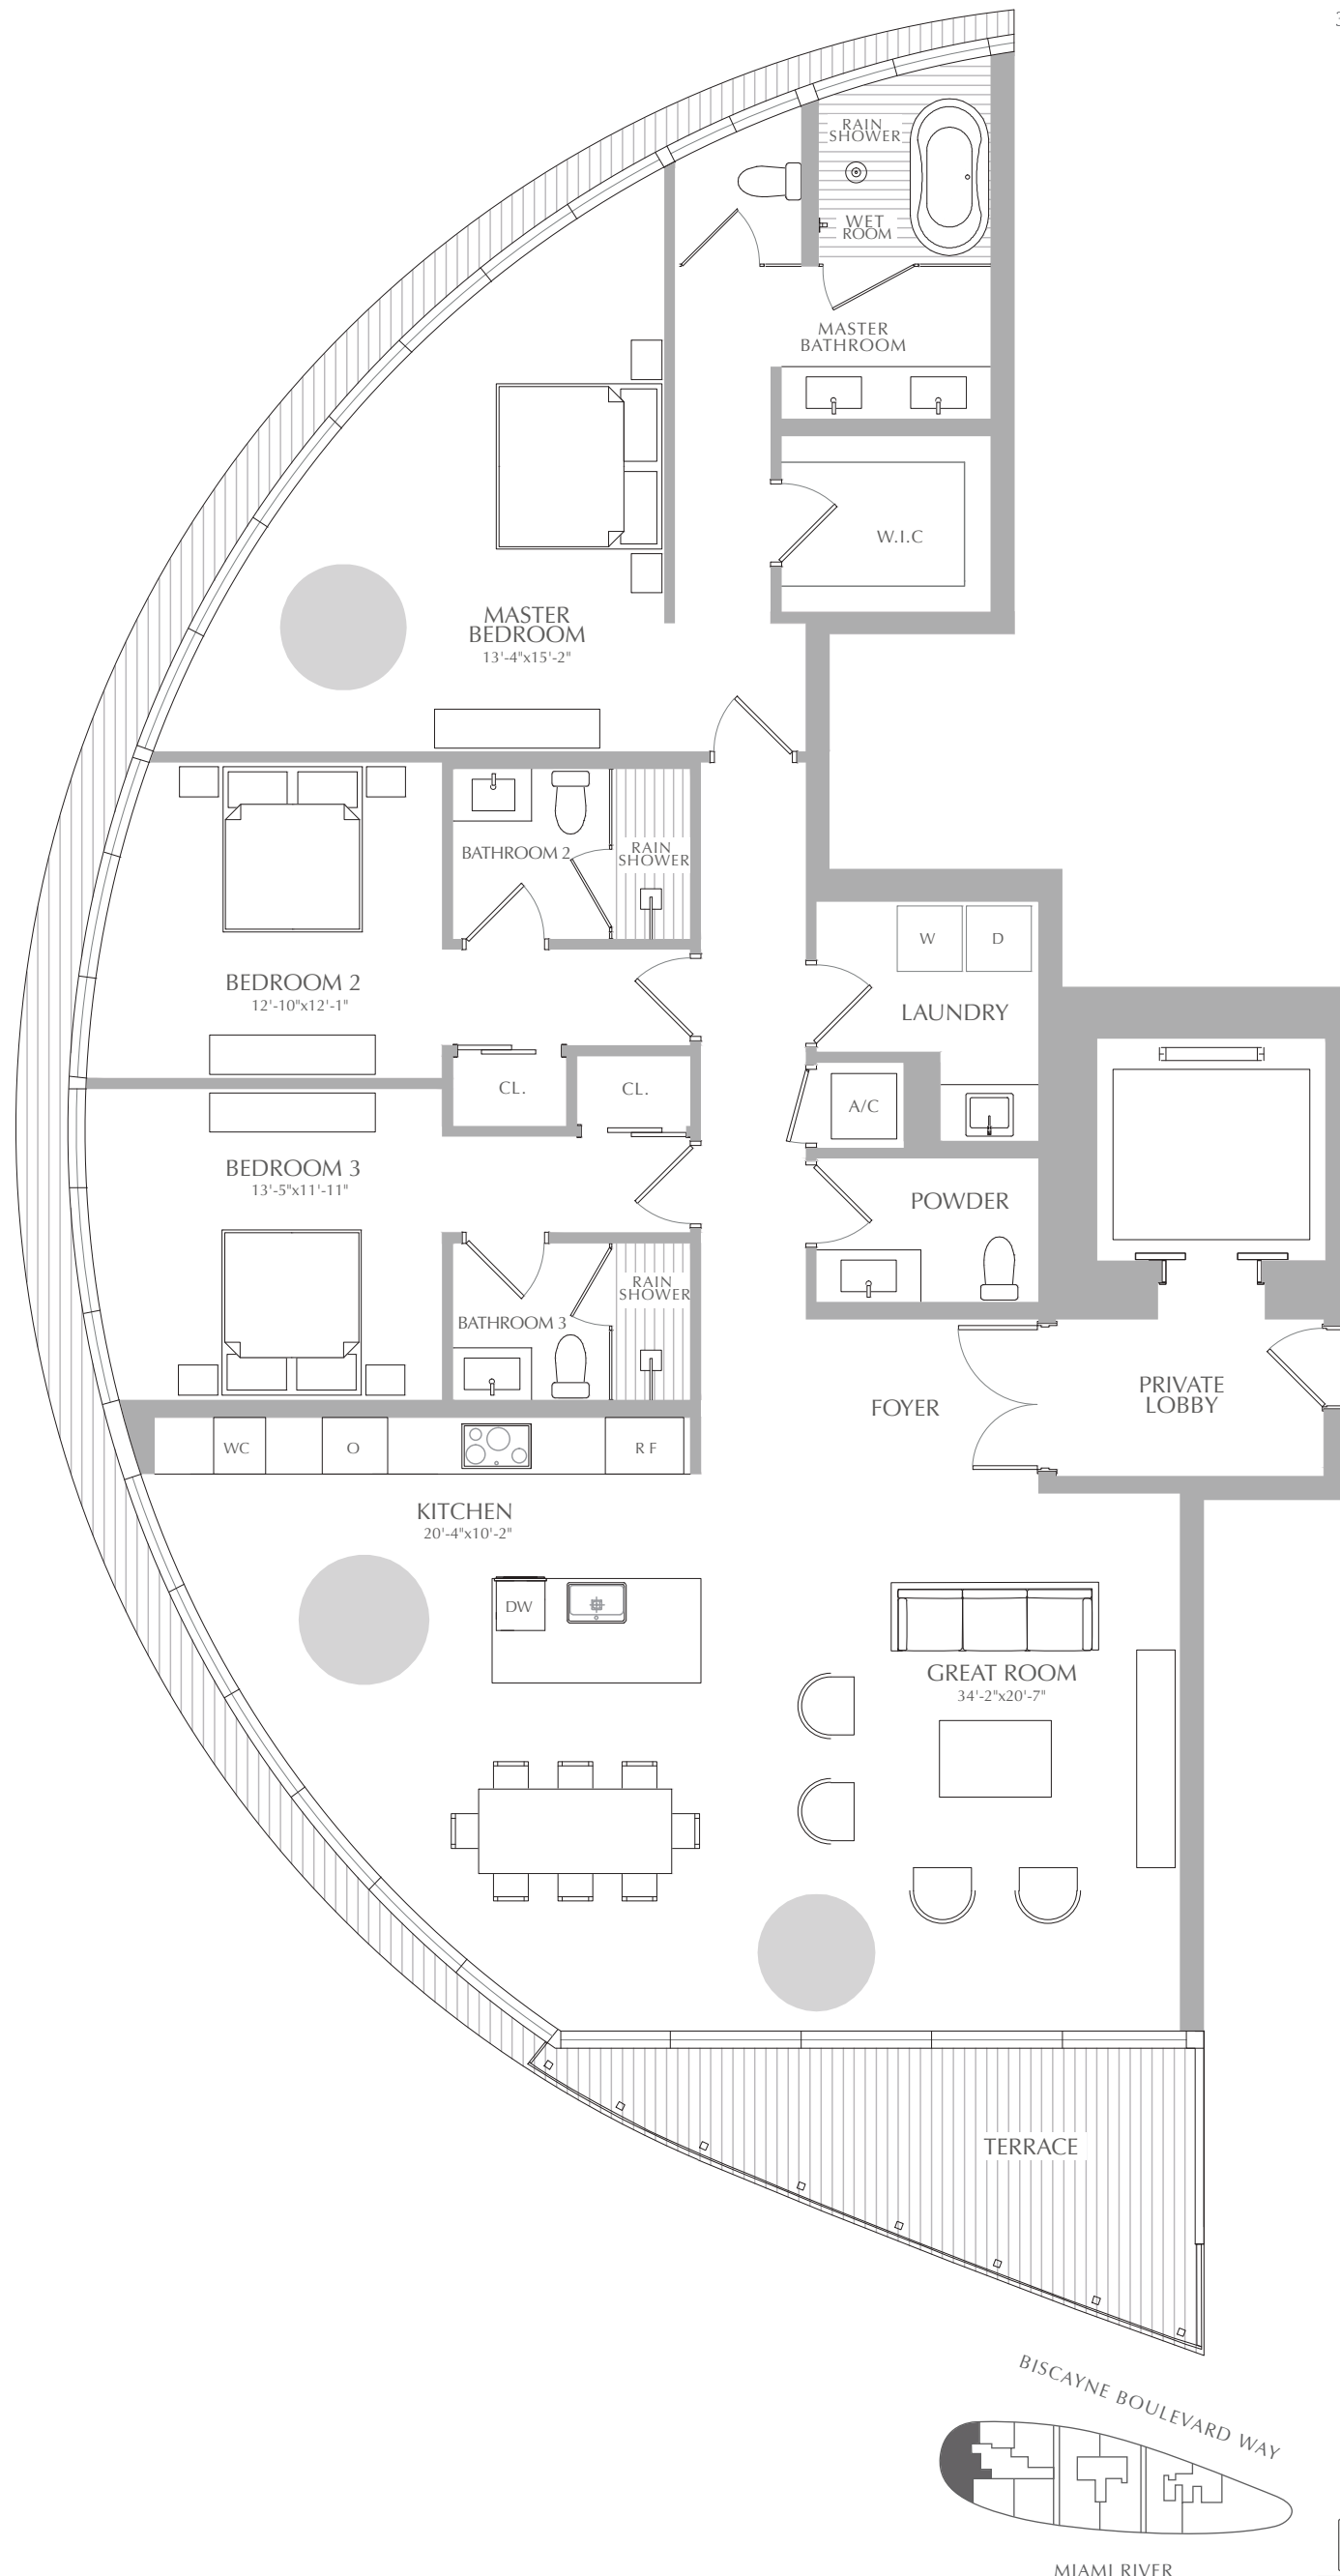 RAIN
SHOWER
WET
ROOM
MASTER
BATHROOM
W.I.C
MASTER
BEDROOM
13'-4"x15'-2"
BATHROOM 2
RAIN
SHOWER
W
D
BEDROOM 2
12'-10"x12'-1"
LAUNDRY
CL.
CL.
A/C
BEDROOM 3
13'-5"x11'-11"
POWDER
RAIN
SHOWER
BATHROOM 3
FOYER
PRIVATE
LOBBY
WC
O
R F
KITCHEN
20'-4"x10'-2"
DW
GREAT ROOM
34'-2"x20'-7"
TERRACE
BISCAYNE BOULEVARD WAY
MIAMI RIVER